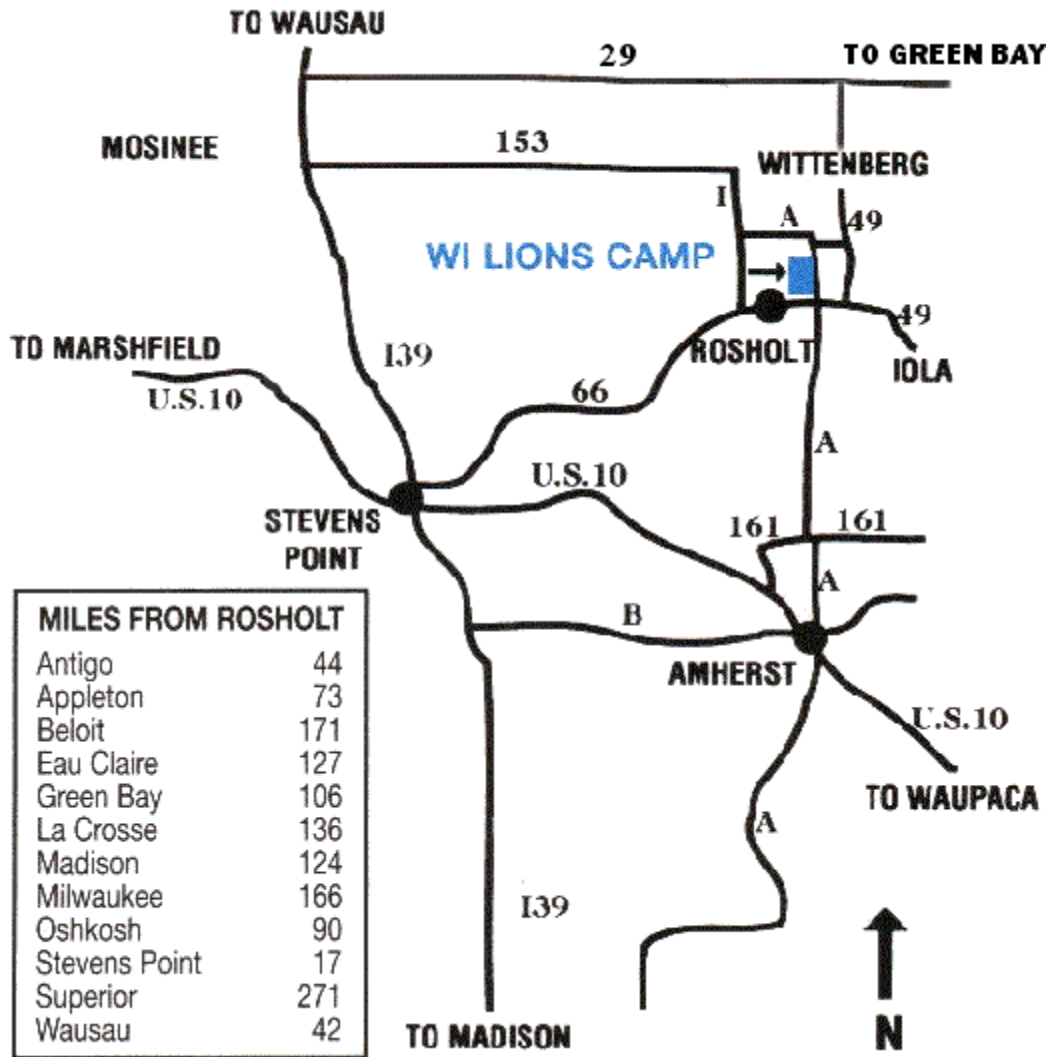 TO WAUSAU
29
TO GREEN BAY
MOSINEE
153
WITTENBERG
I
A
49
WI LIONS CAMP
49
ROSHOLT
IOLA
TO MARSHFIELD
I39
U.S.10
66
A
U.S.10
STEVENS
POINT
161
161
A
B
AMHERST
U.S.10
TO WAUPACA
A
I39
TO MADISON
N
MILES FROM ROSHOLT
Antigo 44
Appleton 73
Beloit 171
Eau Claire 127
Green Bay 106
La Crosse 136
Madison 124
Milwaukee 166
Oshkosh 90
Stevens Point 17
Superior 271
Wausau 42